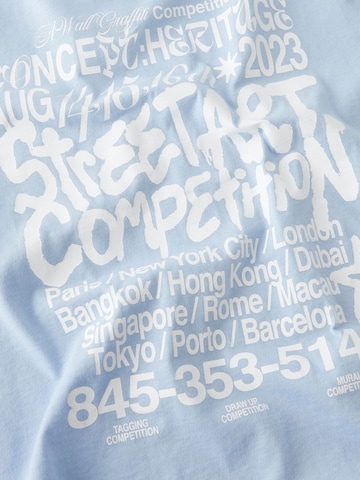 A Wall Graffiti Competition
CONCEPT:HERITAGE
AUG 14,15,16 2023
STREET ART
COMPETITION
Paris / New York City / London
Bangkok / Hong Kong / Dubai
Singapore / Rome / Macau
Tokyo / Porto / Barcelona
845-353-514
TAGGING
COMPETITION
DRAW UP
COMPETITION
MURAL
COMPETITION